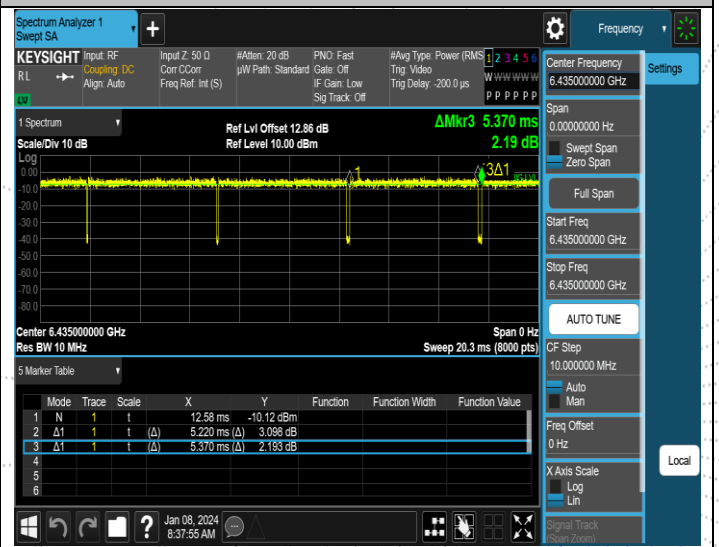 Spectrum Analyzer 1
Swept SA
+
Frequency
KEYSIGHT
RL
LXI
Input: RF
Coupling: DC
Align: Auto
Input Z: 50 Ω
Corr CCorr
Freq Ref: Int (S)
#Atten: 20 dB
µW Path: Standard
PNO: Fast
Gate: Off
IF Gain: Low
Sig Track: Off
#Avg Type: Power (RMS
Trig: Video
Trig Delay: -200.0 µs
1 2 3 4 5 6
W W W W W W
P P P P P P
1 Spectrum
Scale/Div 10 dB
Ref Lvl Offset 12.86 dB
Ref Level 10.00 dBm
ΔMkr3 5.370 ms
2.19 dB
Log
0.00
-10.0
-20.0
-30.0
-40.0
-50.0
-60.0
-70.0
-80.0
1
3Δ1
Center 6.435000000 GHz
Res BW 10 MHz
Span 0 Hz
Sweep 20.3 ms (8000 pts)
5 Marker Table
Mode Trace Scale X Y Function Function Width Function Value
1 N 1 t 12.58 ms -10.12 dBm
2 Δ1 1 t (Δ) 5.220 ms (Δ) 3.098 dB
3 Δ1 1 t (Δ) 5.370 ms (Δ) 2.193 dB
4
5
6
?
Jan 08, 2024
8:37:55 AM
Center Frequency
6.435000000 GHz
Span
0.00000000 Hz
Swept Span
Zero Span
Full Span
Start Freq
6.435000000 GHz
Stop Freq
6.435000000 GHz
AUTO TUNE
CF Step
10.000000 MHz
Auto
Man
Freq Offset
0 Hz
X Axis Scale
Log
Lin
Signal Track
(Span Zoom)
Settings
Local